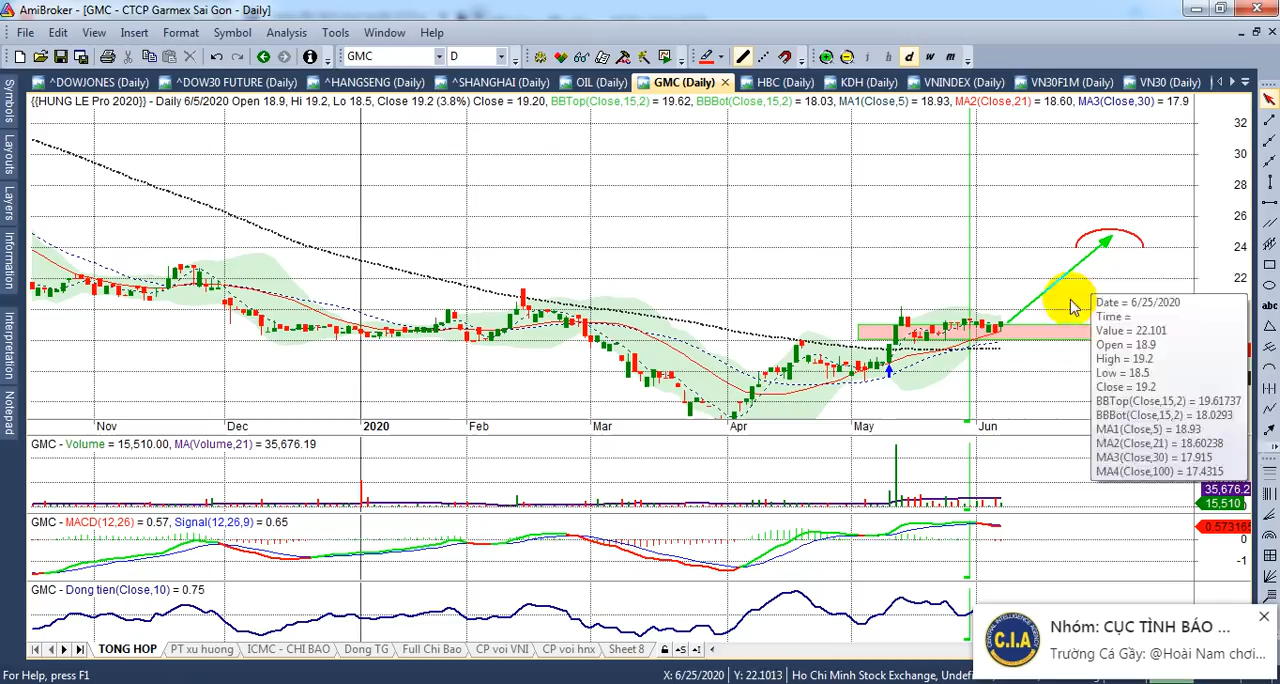 AmiBroker - [GMC - CTCP Garmex Sai Gon - Daily]
File Edit View Insert Format Symbol Analysis Tools Window Help
GMC D i h d w m
^DOWJONES (Daily) ^DOW30 FUTURE (Daily) ^HANGSENG (Daily) ^SHANGHAI (Daily) OIL (Daily) GMC (Daily) HBC (Daily) KDH (Daily) VNINDEX (Daily) VN30F1M (Daily) VN30 (Daily)
{{HUNG LE Pro 2020}} - Daily 6/5/2020 Open 18.9, Hi 19.2, Lo 18.5, Close 19.2 (3.8%) Close = 19.20, BBTop(Close,15,2) = 19.62, BBBot(Close,15,2) = 18.03, MA1(Close,5) = 18.93, MA2(Close,21) = 18.60, MA3(Close,30) = 17.9
Symbols
Layouts
Layers
Information
Interpretation
Notepad
32
30
28
26
24
22
abc
Date = 6/25/2020
Time =
Value = 22.101
Open = 18.9
High = 19.2
Low = 18.5
Close = 19.2
BBTop(Close,15,2) = 19.61737
BBBot(Close,15,2) = 18.0293
MA1(Close,5) = 18.93
MA2(Close,21) = 18.60238
MA3(Close,30) = 17.915
MA4(Close,100) = 17.4315
Nov Dec 2020 Feb Mar Apr May Jun
GMC - Volume = 15,510.00, MA(Volume,21) = 35,676.19
35,676.2
15,510
GMC - MACD(12,26) = 0.57, Signal(12,26,9) = 0.65
0.573165
0
-1
GMC - Dong tien(Close,10) = 0.75
TONG HOP PT xu huong ICMC - CHI BAO Dong TG Full Chi Bao CP voi VNI CP voi hnx Sheet 8
Nhóm: CỤC TÌNH BÁO ...
Trường Cá Gầy: @Hoài Nam chơi...
C.I.A
For Help, press F1 X: 6/25/2020 Y: 22.1013 Ho Chi Minh Stock Exchange, Undef